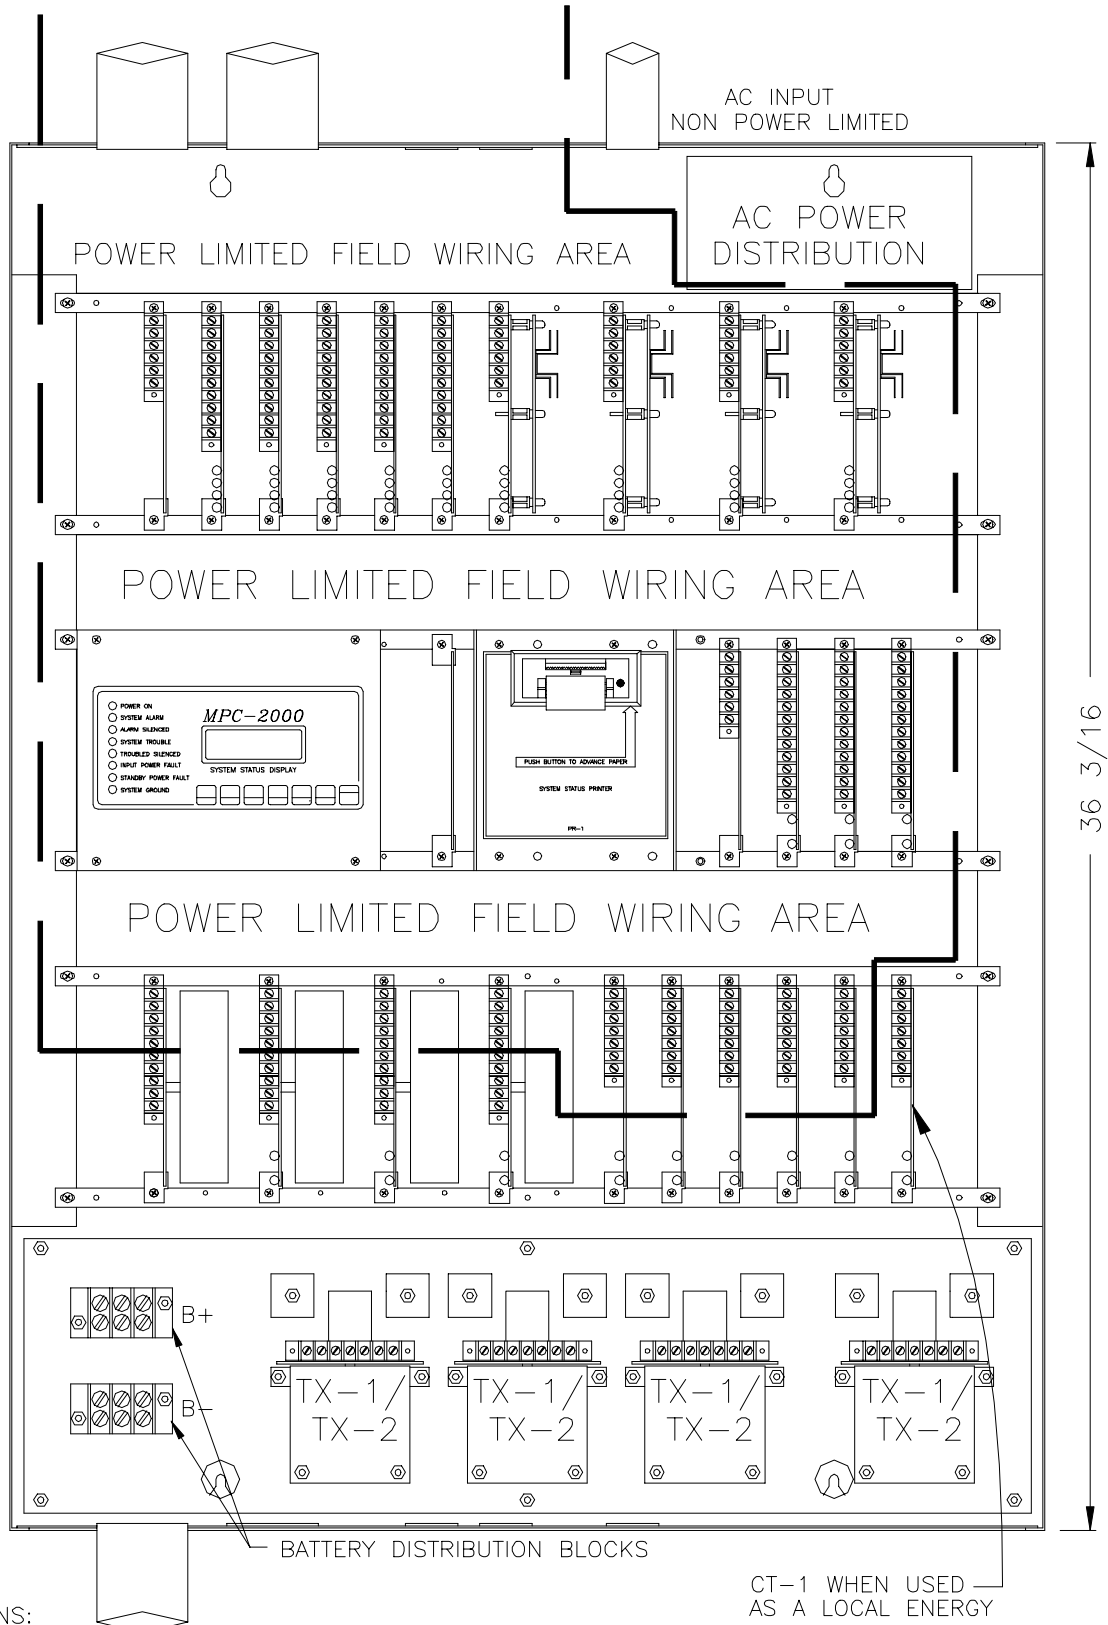 AC INPUT
NON POWER LIMITED
AC POWER
DISTRIBUTION
POWER LIMITED FIELD WIRING AREA
POWER LIMITED FIELD WIRING AREA
POWER ON
SYSTEM ALARM
ALARM SILENCED
SYSTEM TROUBLE
TROUBLED SILENCED
INPUT POWER FAULT
STANDBY POWER FAULT
SYSTEM GROUND
MPC-2000
SYSTEM STATUS DISPLAY
PUSH BUTTON TO ADVANCE PAPER
SYSTEM STATUS PRINTER
PR-1
36 3/16
POWER LIMITED FIELD WIRING AREA
B+
B-
TX-1/
TX-2
TX-1/
TX-2
TX-1/
TX-2
TX-1/
TX-2
BATTERY DISTRIBUTION BLOCKS
CT-1 WHEN USED
AS A LOCAL ENERGY
NS: